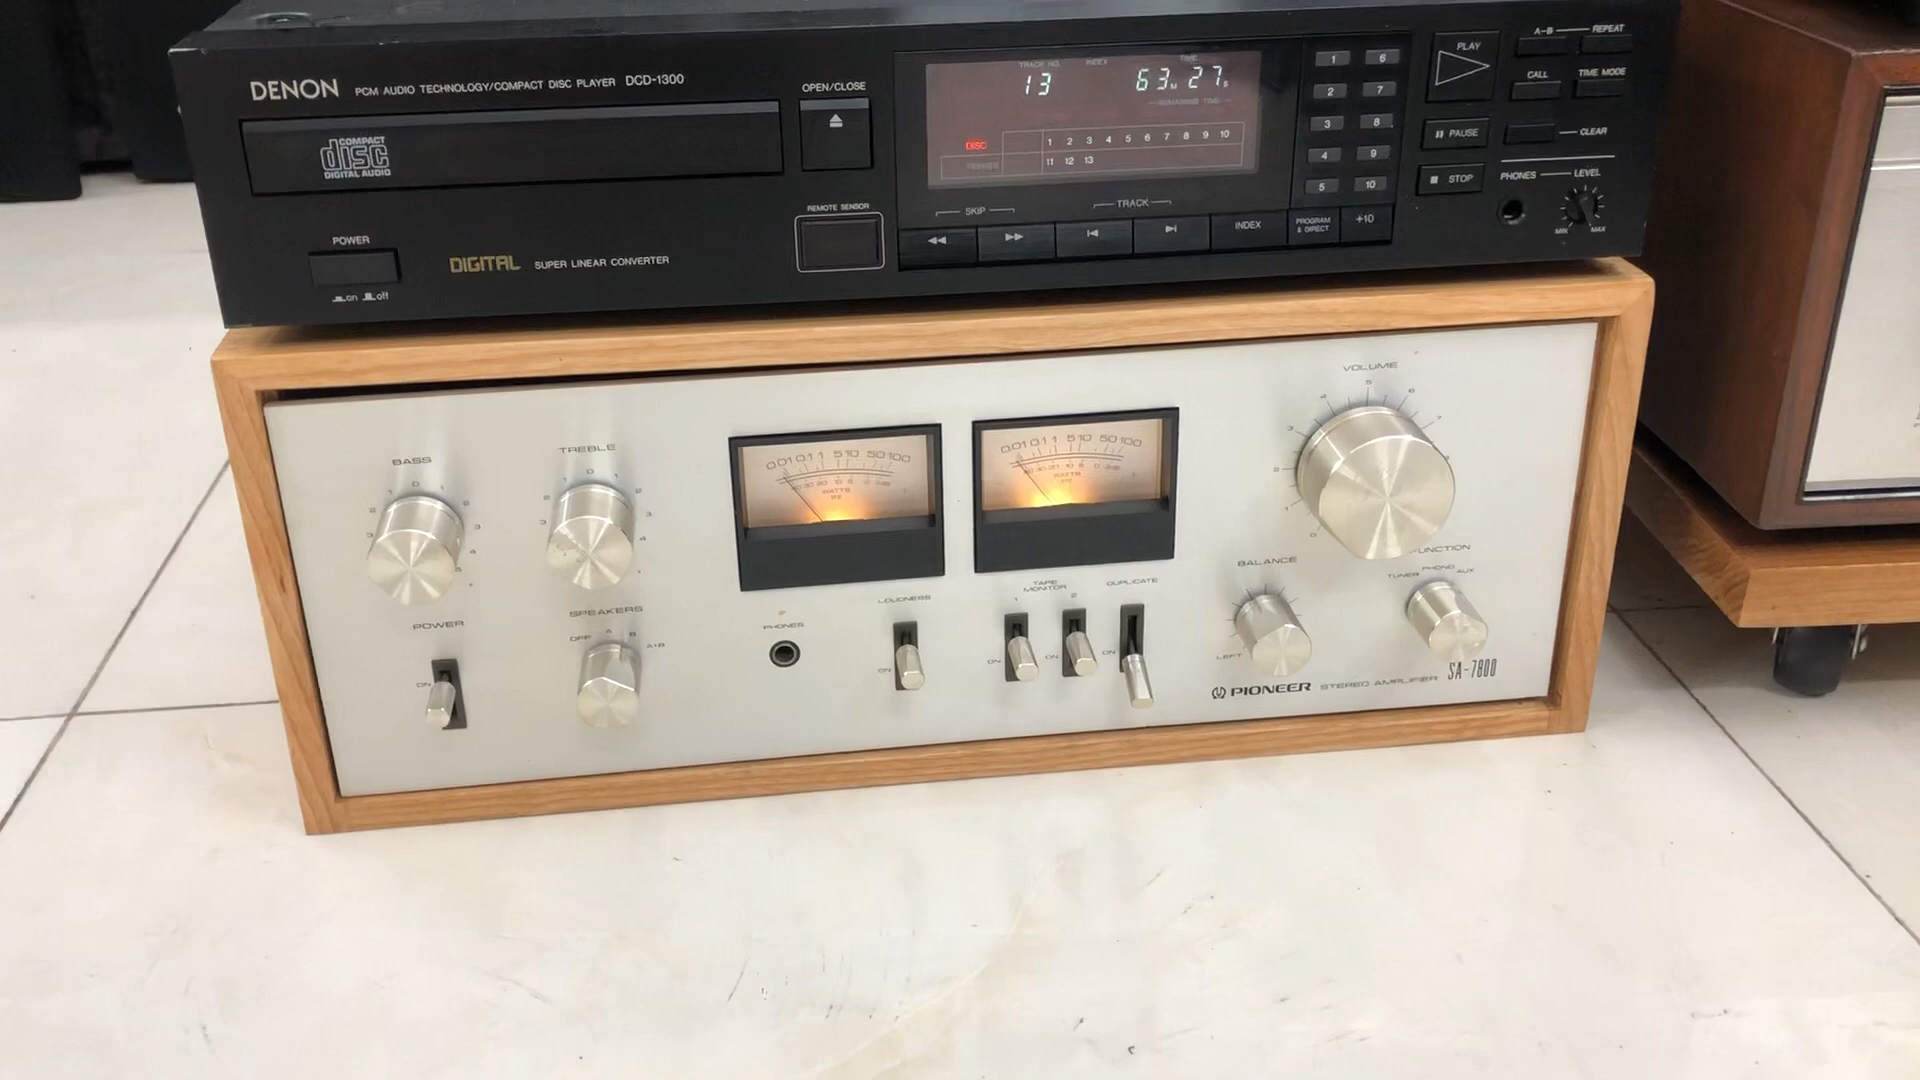 DENON PCM AUDIO TECHNOLOGY/COMPACT DISC PLAYER DCD-1300
COMPACT
disc
DIGITAL AUDIO
OPEN/CLOSE
REMOTE SENSOR
POWER
on off
DIGITAL SUPER LINEAR CONVERTER
TRACK NO. INDEX TIME
13 63M 27S
REMAINING TIME
DISC
1 2 3 4 5 6 7 8 9 10
11 12 13
SKIP TRACK
INDEX
PROGRAM
& DIRECT
+10
1 6
2 7
3 8
4 9
5 10
PLAY
A-B REPEAT
CALL TIME MODE
PAUSE
CLEAR
STOP
PHONES LEVEL
MIN MAX
BASS
TREBLE
VOLUME
POWER
ON
SPEAKERS
OFF A B A+B
WATTS
WATTS
PHONES
LOUDNESS
ON
TAPE
MONITOR
1 2
ON ON
DUPLICATE
ON
BALANCE
LEFT
FUNCTION
TUNER PHONO AUX
PIONEER STEREO AMPLIFIER SA-7800